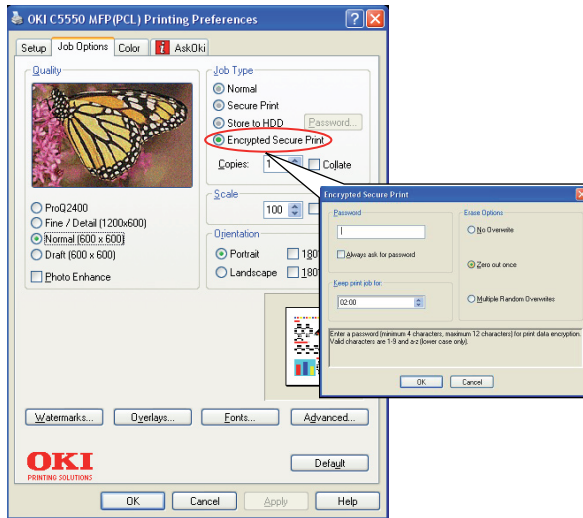 OKI C5550 MFP(PCL) Printing Preferences
Setup Job Options Color i AskOki
Quality
ProQ2400
Fine / Detail (1200x600)
Normal (600 x 600)
Draft (600 x 600)
Photo Enhance
Job Type
Normal
Secure Print
Store to HDD Password...
Encrypted Secure Print
Copies: 1 Collate
Scale
100
Orientation
Portrait 180
Landscape 180
Watermarks... Overlays... Fonts... Advanced...
OKI
PRINTING SOLUTIONS
Default
OK Cancel Apply Help
Encrypted Secure Print
Password
Always ask for password
Keep print job for:
02:00
Erase Options
No Overwrite
Zero out once
Multiple Random Overwrites
Enter a password (minimum 4 characters, maximum 12 characters) for print data encryption.
Valid characters are 1-9 and a-z (lower case only).
OK Cancel